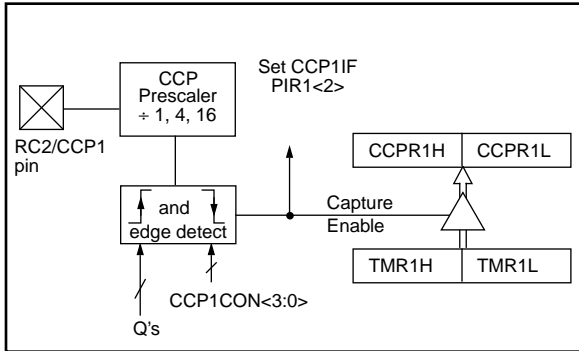 CCP
Prescaler
÷ 1, 4, 16
Set CCP1IF
PIR1<2>
RC2/CCP1
pin
CCPR1H CCPR1L
and
edge detect
Capture
Enable
TMR1H TMR1L
CCP1CON<3:0>
Q's